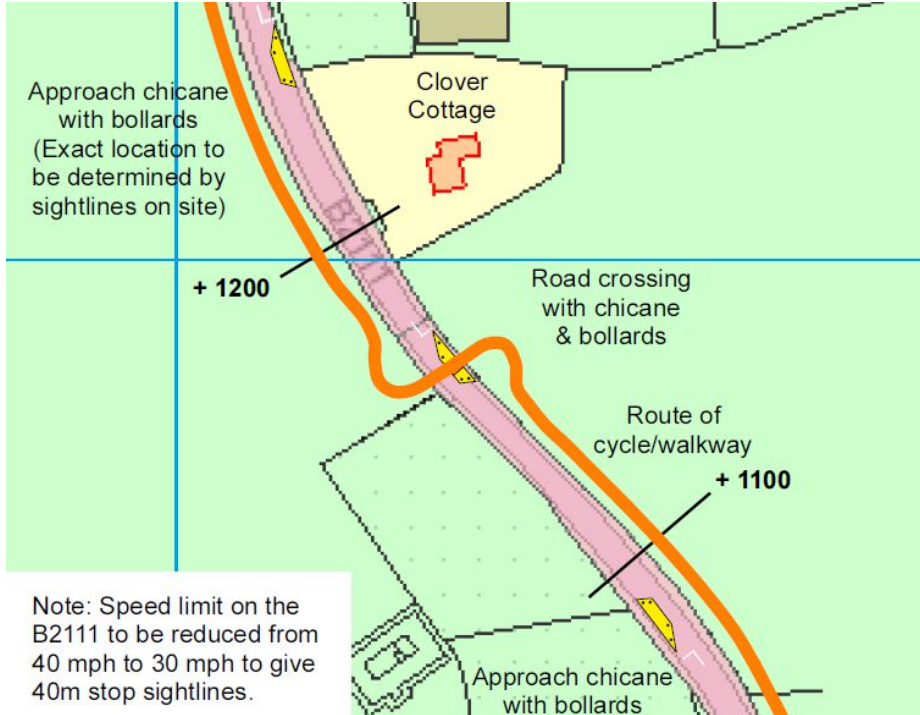 Approach chicane
with bollards
(Exact location to
be determined by
sightlines on site)
Clover
Cottage
B2111
+ 1200
Road crossing
with chicane
& bollards
Route of
cycle/walkway
+ 1100
Note: Speed limit on the
B2111 to be reduced from
40 mph to 30 mph to give
40m stop sightlines.
Approach chicane
with bollards